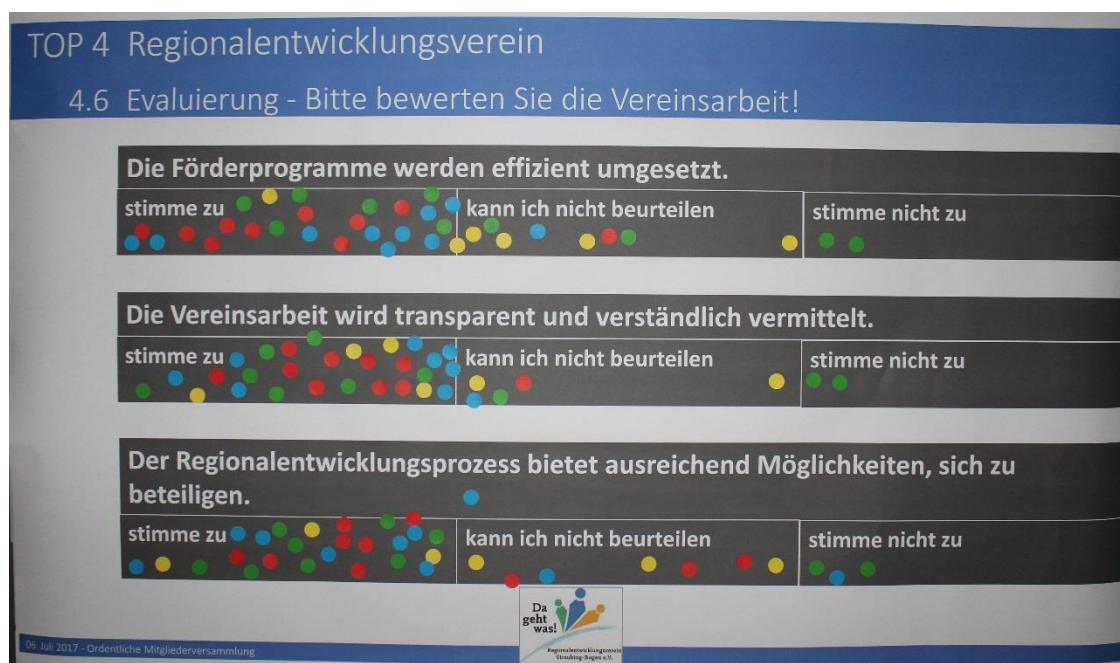 TOP 4 Regionalentwicklungsverein
4.6 Evaluierung - Bitte bewerten Sie die Vereinsarbeit!
Die Förderprogramme werden effizient umgesetzt.
stimme zu
kann ich nicht beurteilen
stimme nicht zu
Die Vereinsarbeit wird transparent und verständlich vermittelt.
stimme zu
kann ich nicht beurteilen
stimme nicht zu
Der Regionalentwicklungsprozess bietet ausreichend Möglichkeiten, sich zu
beteiligen.
stimme zu
kann ich nicht beurteilen
stimme nicht zu
Da
geht
was!
Regionalentwicklungsverein
Straubing-Bogen e.V.
06. Juli 2017 - Ordentliche Mitgliederversammlung